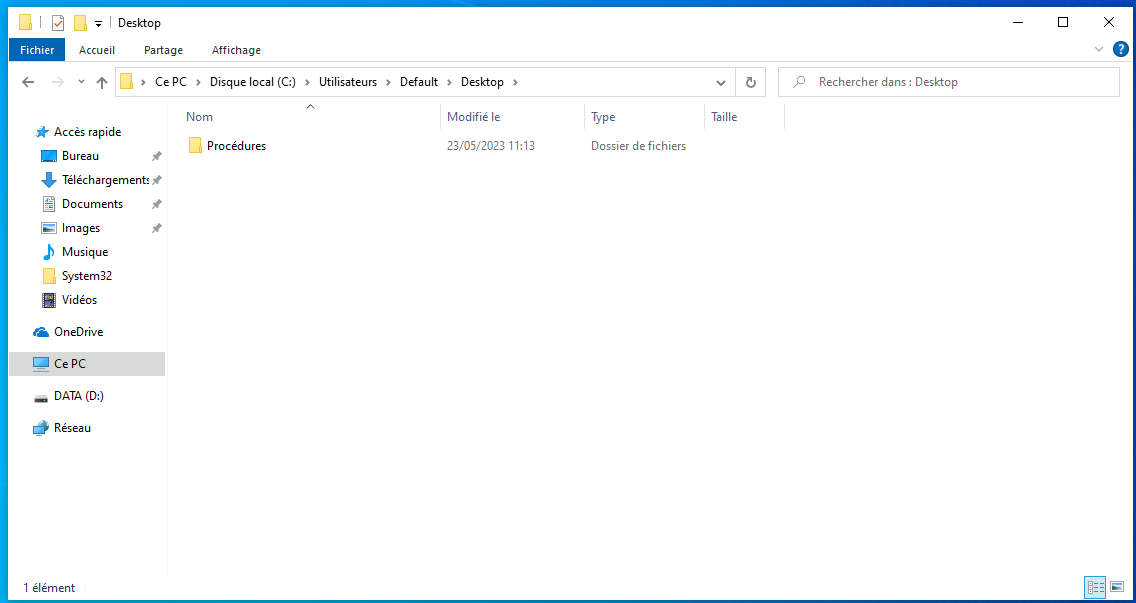 Desktop
Fichier Accueil Partage Affichage ?
Ce PC Disque local (C:) Utilisateurs Default Desktop Rechercher dans : Desktop
Nom Modifié le Type Taille
Procédures 23/05/2023 11:13 Dossier de fichiers
Accès rapide
Bureau
Téléchargements
Documents
Images
Musique
System32
Vidéos
OneDrive
Ce PC
DATA (D:)
Réseau
1 élément